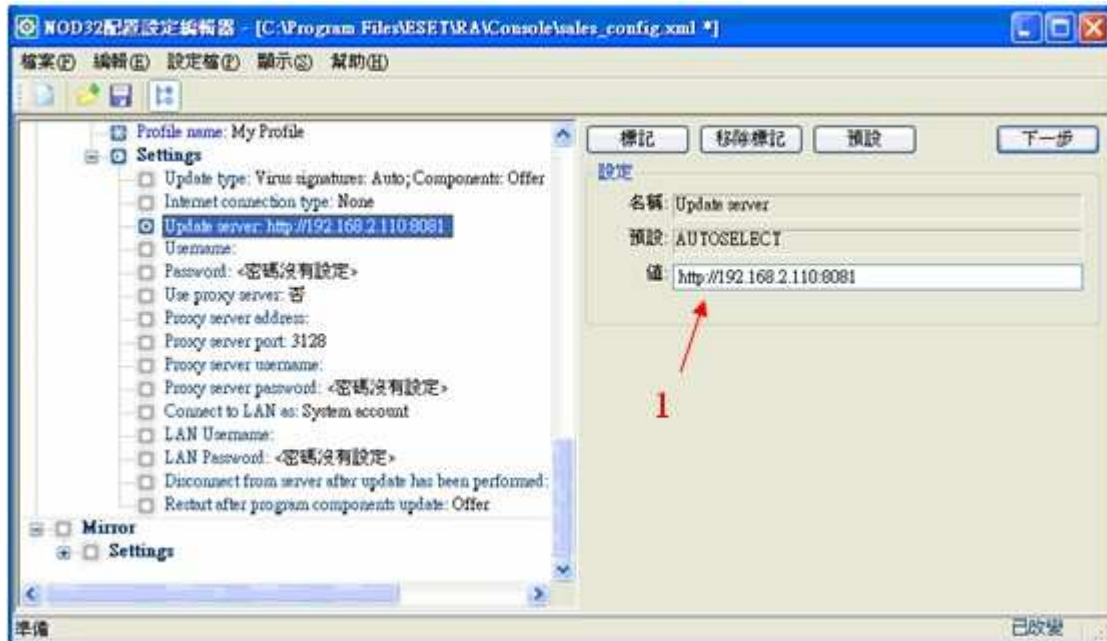 NOD32配置設定編輯器 - [C:\Program Files\ESET\RA\Console\sales_config.xml *]
檔案(F) 編輯(E) 設定檔(P) 顯示(S) 幫助(H)
Profile name: My Profile
Settings
Update type: Virus signatures: Auto; Components: Offer
Internet connection type: None
Update server: http://192.168.2.110:8081
Username:
Password: <密碼沒有設定>
Use proxy server: 否
Proxy server address:
Proxy server port: 3128
Proxy server username:
Proxy server password: <密碼沒有設定>
Connect to LAN as: System account
LAN Username:
LAN Password: <密碼沒有設定>
Disconnect from server after update has been performed:
Restart after program components update: Offer
Mirror
Settings
標記 移除標記 預設 下一步
設定
名稱: Update server
預設: AUTOSELECT
值: http://192.168.2.110:8081
1
準備 已改變